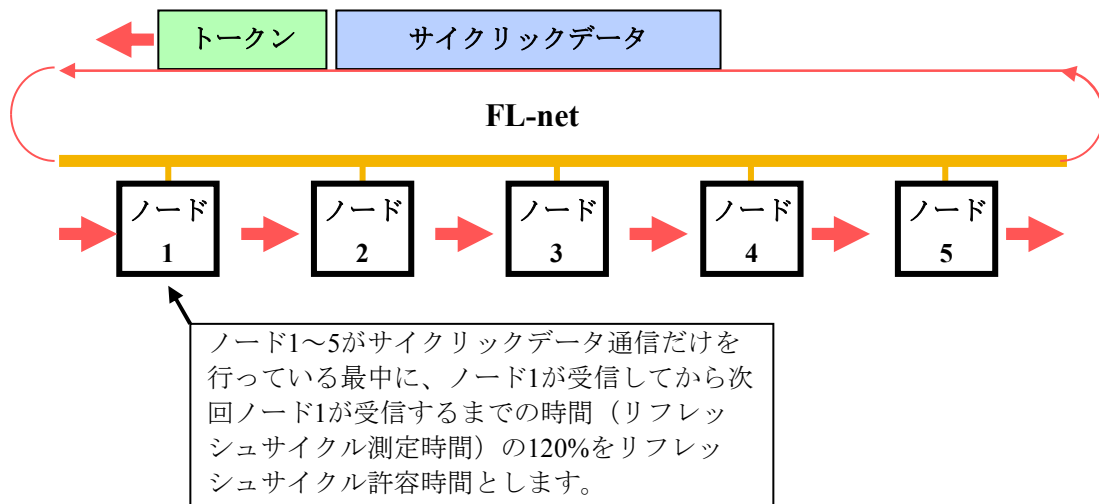 トークン
サイクリックデータ
FL-net
ノード
1
ノード
2
ノード
3
ノード
4
ノード
5
ノード1～5がサイクリックデータ通信だけを
行っている最中に、ノード1が受信してから次
回ノード1が受信するまでの時間（リフレッ
シュサイクル測定時間）の120%をリフレッ
シュサイクル許容時間とします。